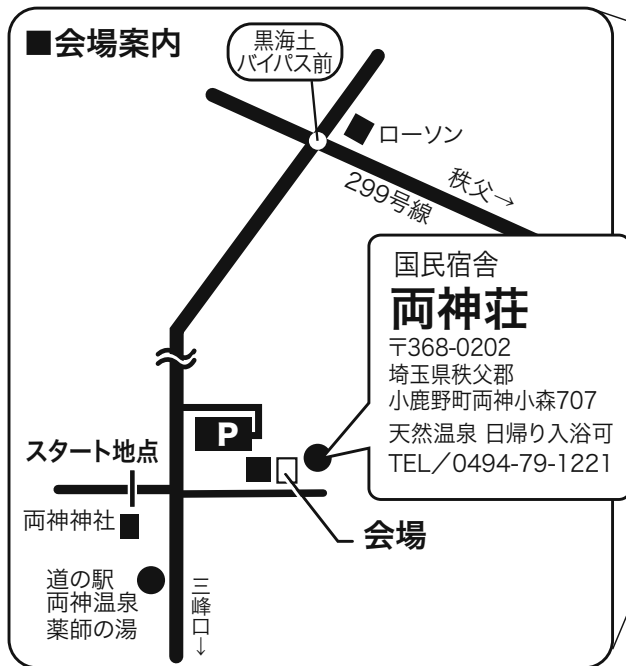 ■会場案内
黒海土
バイパス前
ローソン
秩父→
299号線
国民宿舎
両神荘
〒368-0202
埼玉県秩父郡
小鹿野町両神小森707
天然温泉 日帰り入浴可
TEL/0494-79-1221
P
スタート地点
両神神社
会場
道の駅
両神温泉
薬師の湯
三峰口↓